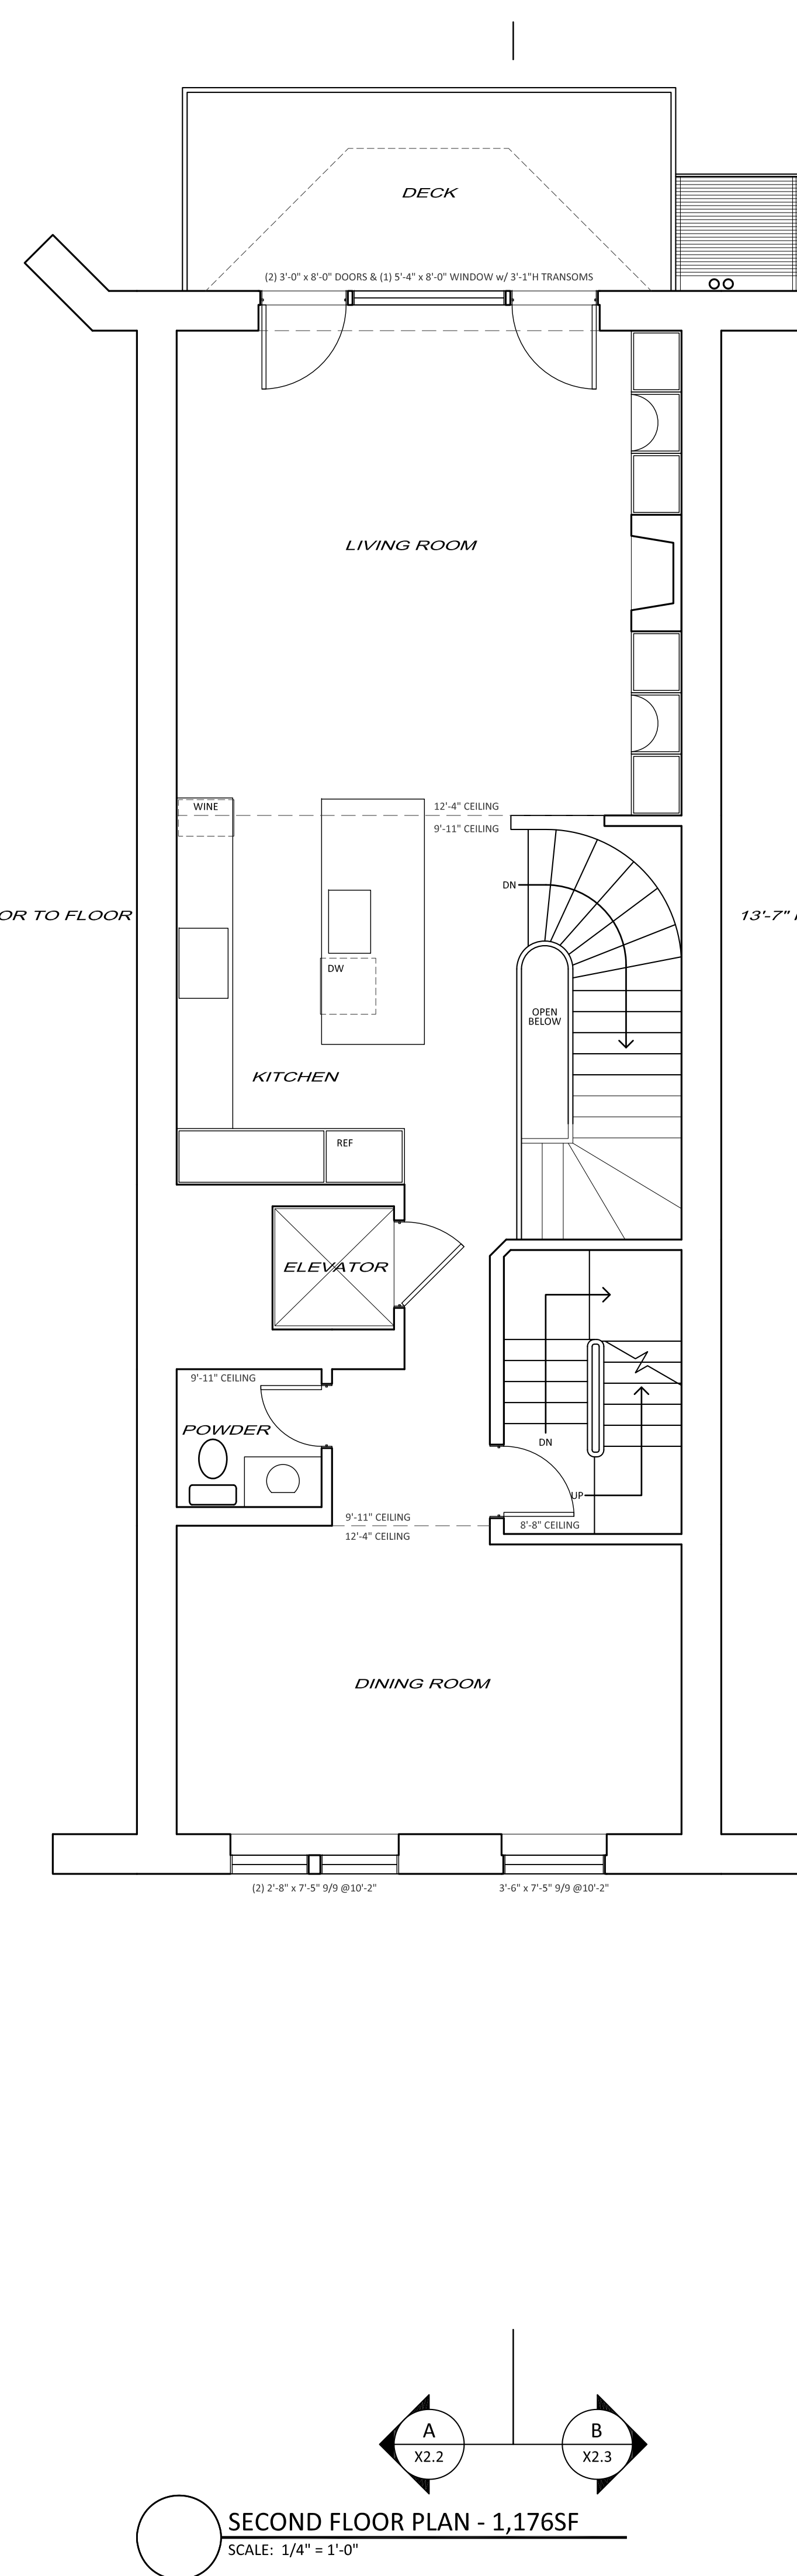 DECK
(2) 3'-0" x 8'-0" DOORS & (1) 5'-4" x 8'-0" WINDOW w/ 3'-1"H TRANSOMS
LIVING ROOM
WINE
12'-4" CEILING
9'-11" CEILING
DN
OR TO FLOOR
13'-7"
DW
OPEN
BELOW
KITCHEN
REF
ELEVATOR
9'-11" CEILING
POWDER
DN
UP
9'-11" CEILING
8'-8" CEILING
12'-4" CEILING
DINING ROOM
(2) 2'-8" x 7'-5" 9/9 @10'-2"
3'-6" x 7'-5" 9/9 @10'-2"
A
X2.2
B
X2.3
SECOND FLOOR PLAN - 1,176SF
SCALE: 1/4" = 1'-0"